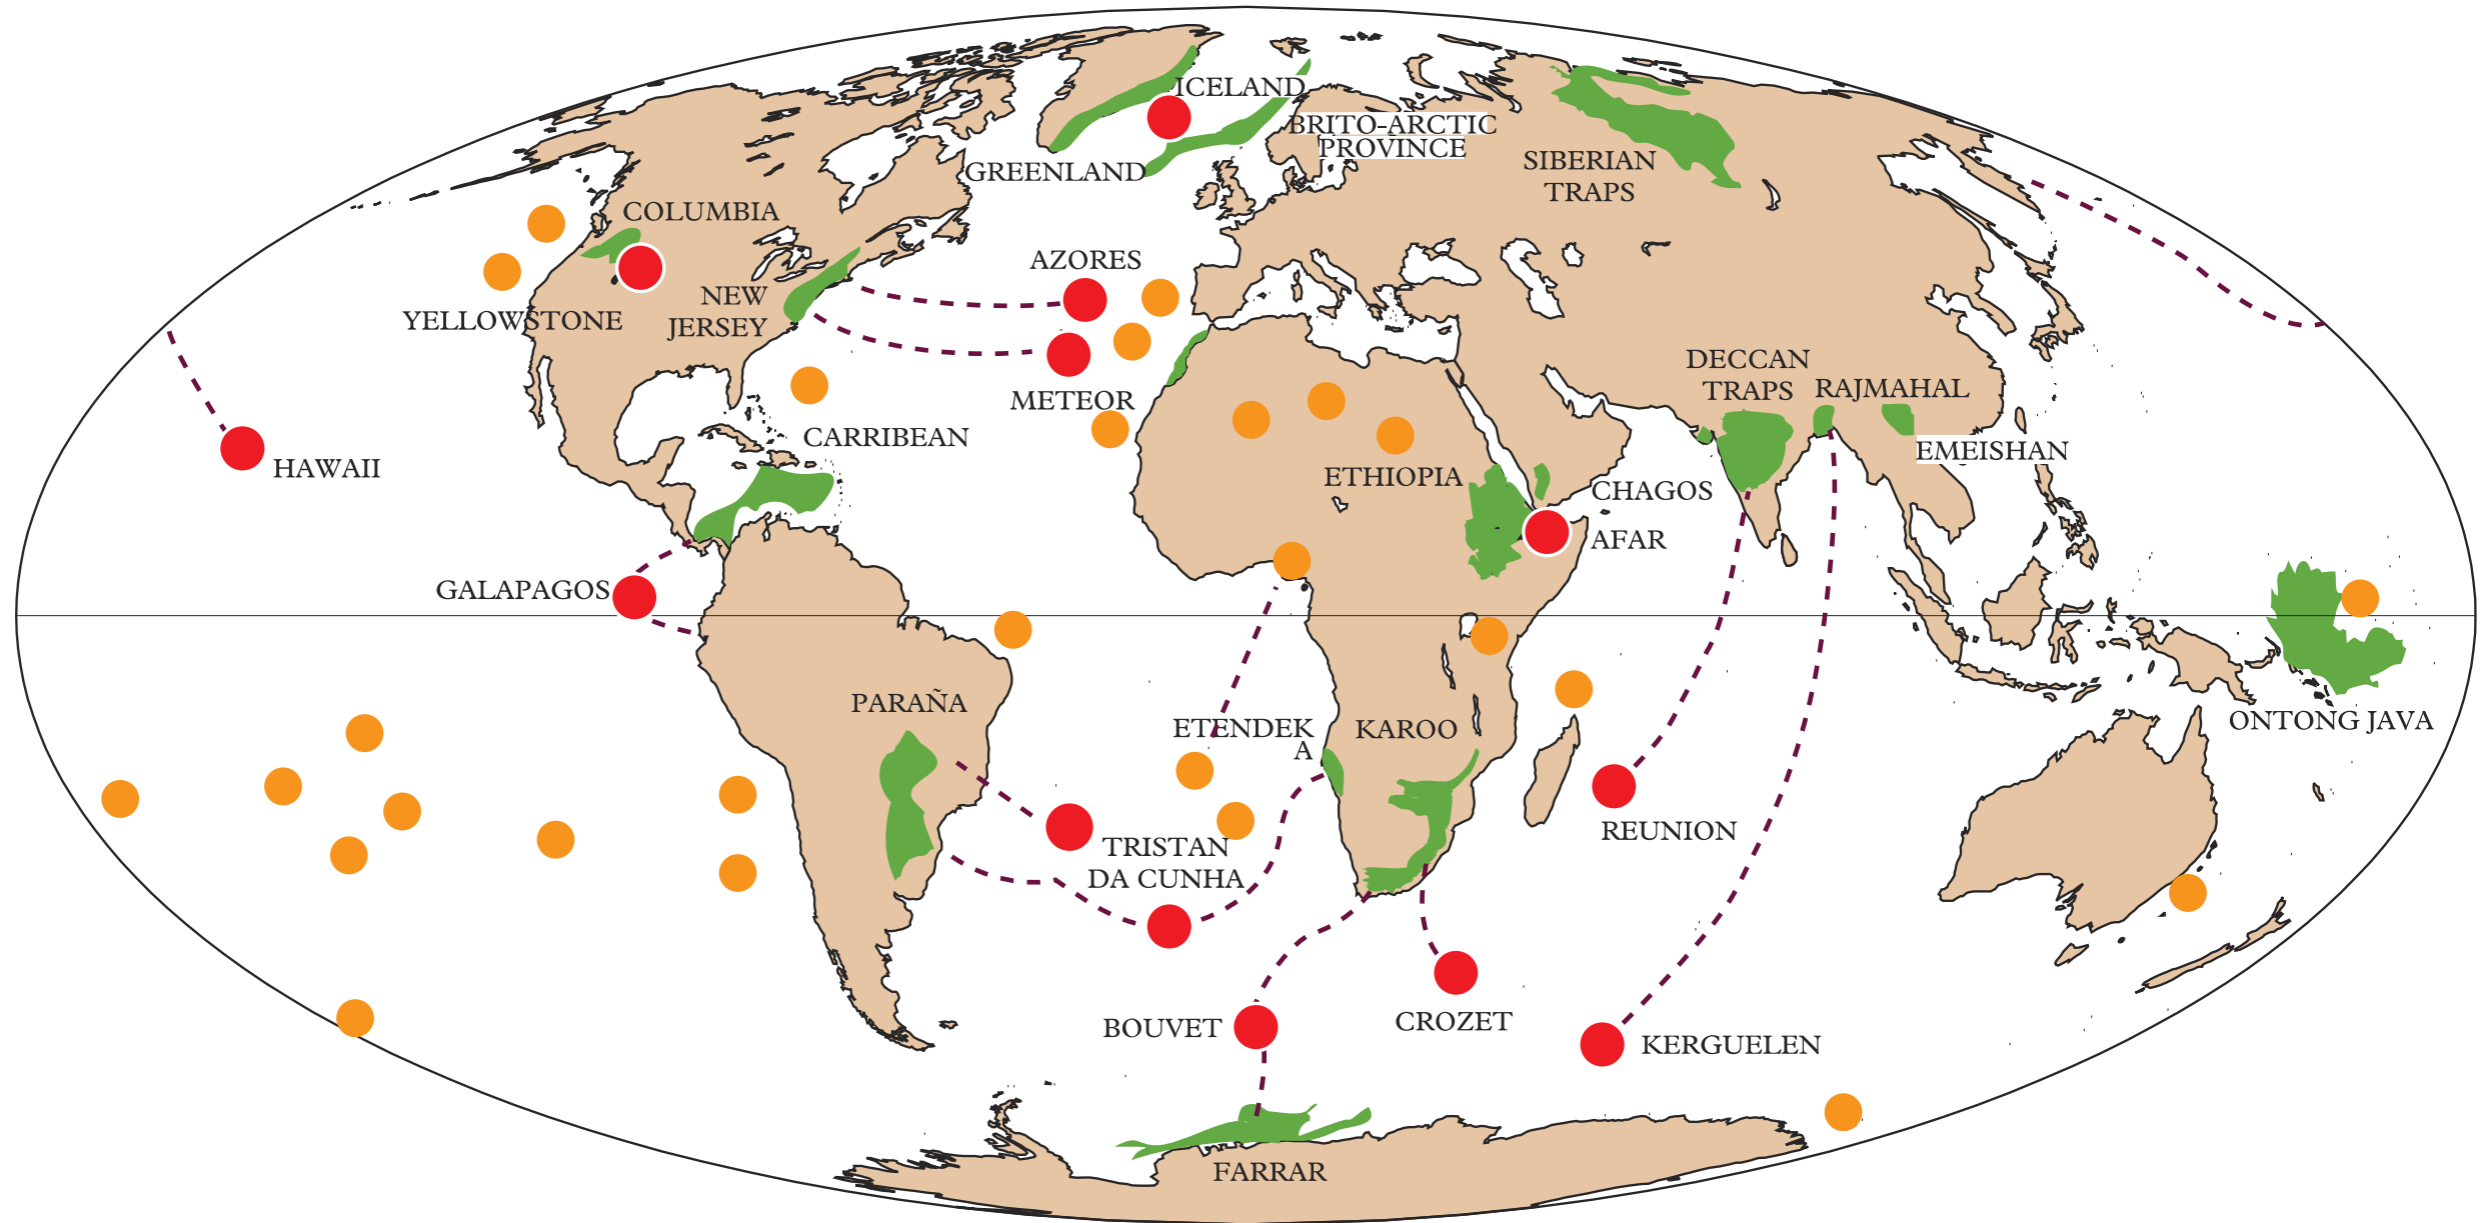 ICELAND
BRITO-ARCTIC
PROVINCE
GREENLAND
SIBERIAN
TRAPS
COLUMBIA
AZORES
NEW
JERSEY
YELLOWSTONE
DECCAN
TRAPS
RAJMAHAL
METEOR
CARRIBEAN
EMEISHAN
HAWAII
ETHIOPIA
CHAGOS
AFAR
GALAPAGOS
PARAÑA
ETENDEK
A
KAROO
ONTONG JAVA
REUNION
TRISTAN
DA CUNHA
BOUVET
CROZET
KERGUELEN
FARRAR